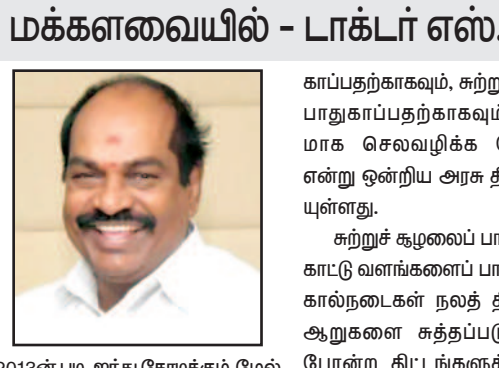 மக்களவையில் - டாக்டர் எஸ்.
காப்பதற்காகவும், சுற்று
பாதுகாப்பதற்காகவும்
மாக செலவழிக்க
என்று ஒன்றிய அரசு தி
யுள்ளது.
சுற்றுச் சூழலைப் பா
காட்டு வளங்களைப் பா
கால்நடைகள் நலத் தி
ஆறுகளை சுத்தப்படு
போன்ற திட்டங்களுக்
2013ன் படி, ஐந்து கோடிக்கும் மேல்